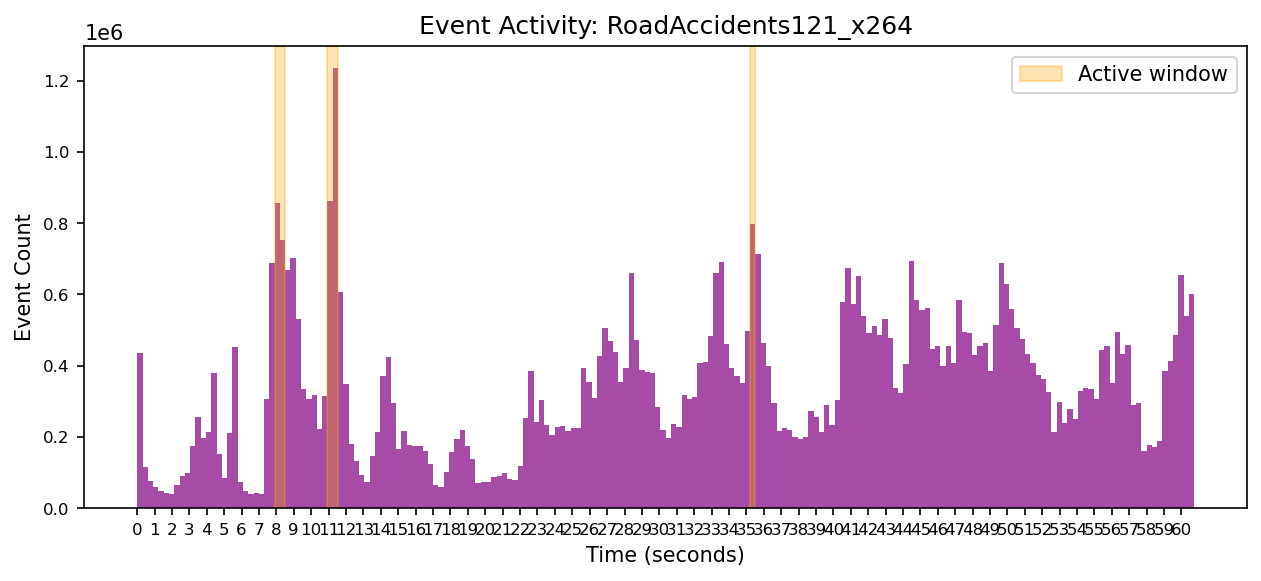 Event Activity: RoadAccidents121_x264
1e6
Active window
1.2
1.0
0.8
0.6
0.4
0.2
0.0
Event Count
0 1 2 3 4 5 6 7 8 9 10 11 12 13 14 15 16 17 18 19 20 21 22 23 24 25 26 27 28 29 30 31 32 33 34 35 36 37 38 39 40 41 42 43 44 45 46 47 48 49 50 51 52 53 54 55 56 57 58 59 60
Time (seconds)